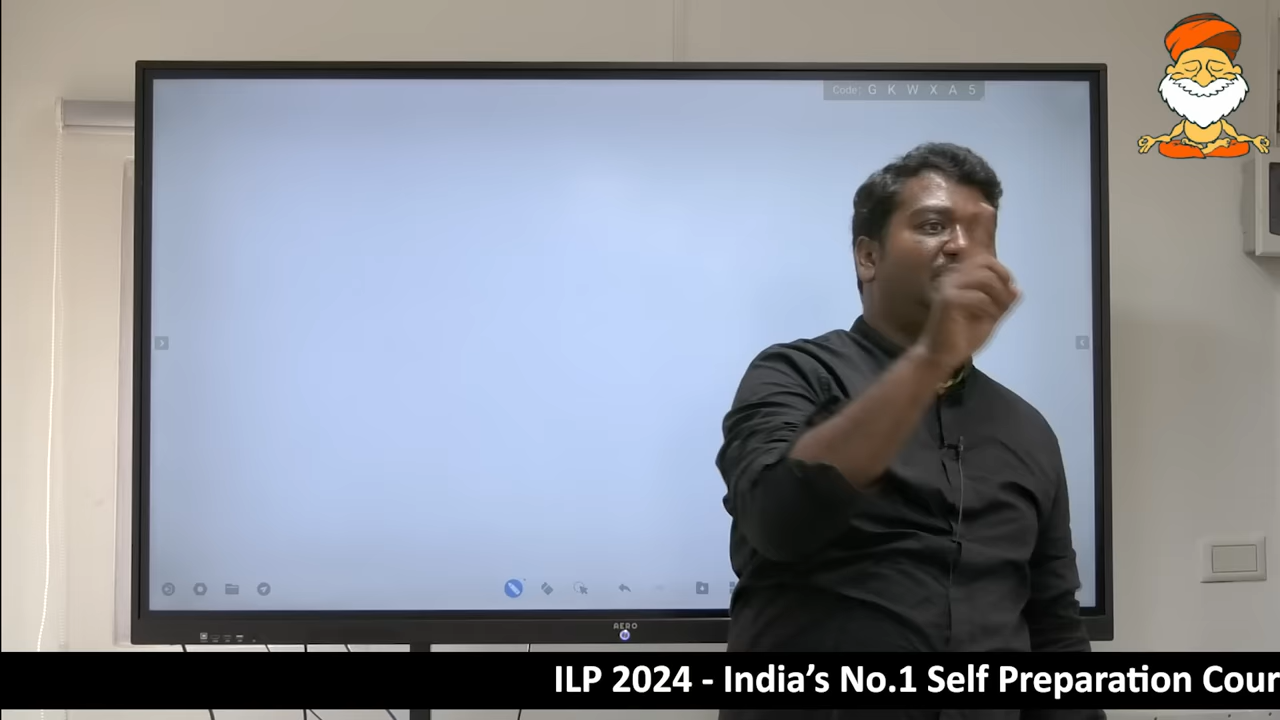 Code: G K W X A 5
AERO
ILP 2024 - India's No.1 Self Preparation Cour